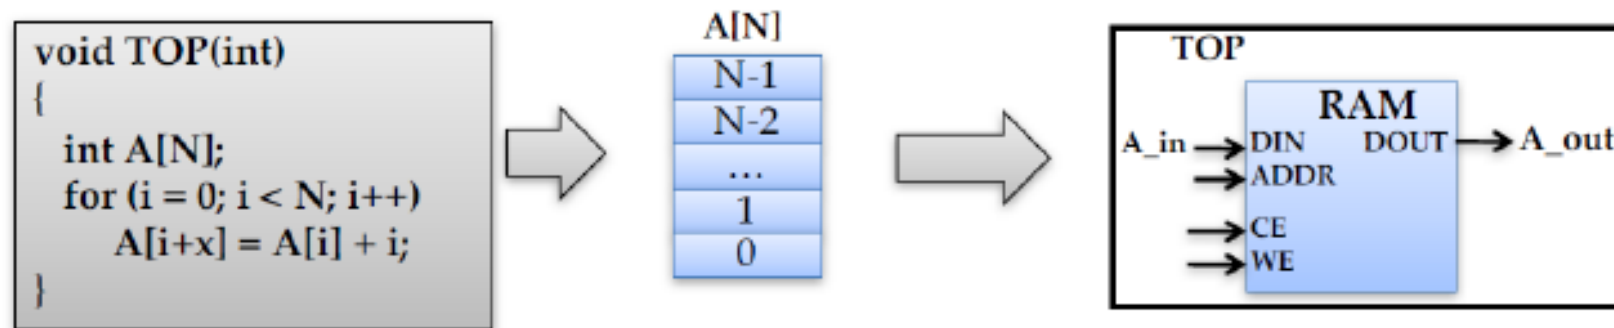 void TOP(int)
{
int A[N];
for (i = 0; i < N; i++)
A[i+x] = A[i] + i;
}
A[N]
N-1
N-2
...
1
0
TOP
RAM
A_in DIN DOUT A_out
ADDR
CE
WE